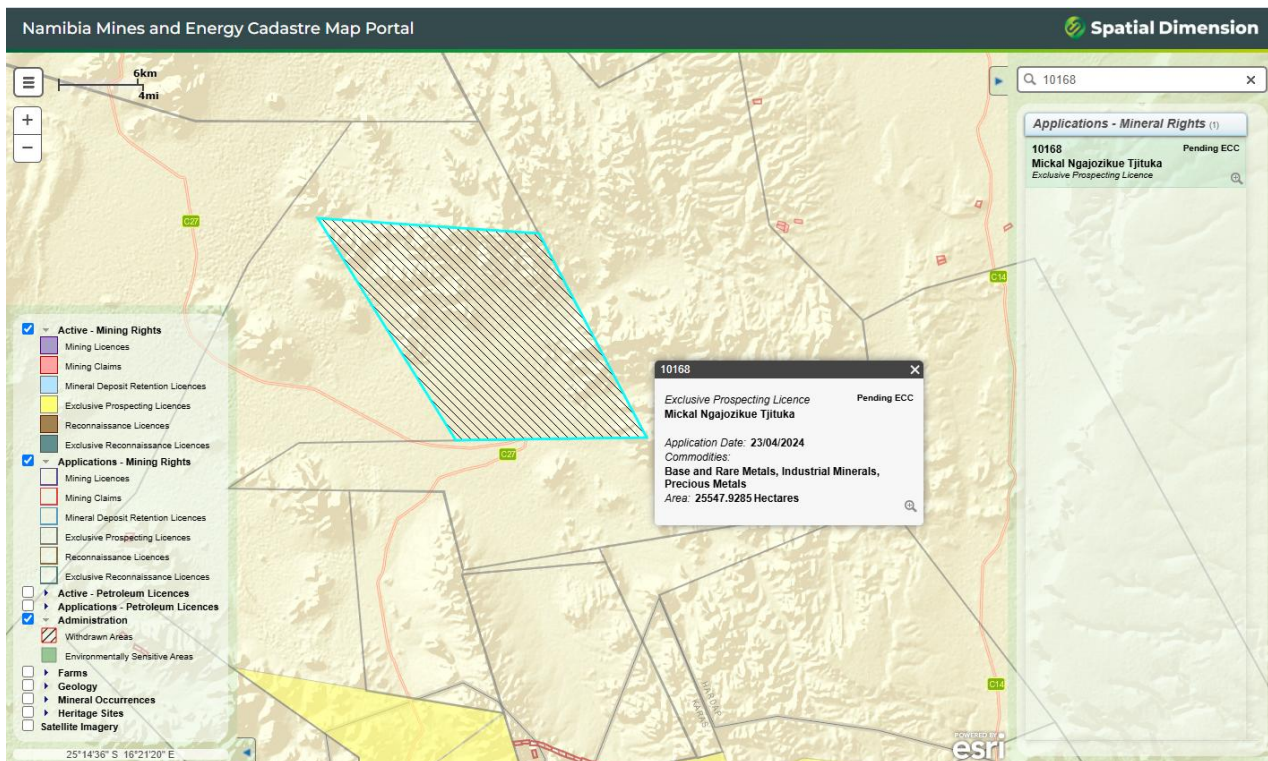 Namibia Mines and Energy Cadastre Map Portal
Spatial Dimension
6km
4mi
+
−
10168
Applications - Mineral Rights (1)
10168 Pending ECC
Mickal Ngajozikue Tjituka
Exclusive Prospecting Licence
C27
C14
10168
Exclusive Prospecting Licence Pending ECC
Mickal Ngajozikue Tjituka
Application Date: 23/04/2024
Commodities:
Base and Rare Metals, Industrial Minerals,
Precious Metals
Area: 25547.9285 Hectares
C27
C14
HARDAP
KARAS
Active - Mining Rights
Mining Licences
Mining Claims
Mineral Deposit Retention Licences
Exclusive Prospecting Licences
Reconnaissance Licences
Exclusive Reconnaissance Licences
Applications - Mining Rights
Mining Licences
Mining Claims
Mineral Deposit Retention Licences
Exclusive Prospecting Licences
Reconnaissance Licences
Exclusive Reconnaissance Licences
Active - Petroleum Licences
Applications - Petroleum Licences
Administration
Withdrawn Areas
Environmentally Sensitive Areas
Farms
Geology
Mineral Occurrences
Heritage Sites
Satellite Imagery
25°14'36" S 16°21'20" E
POWERED BY
esri